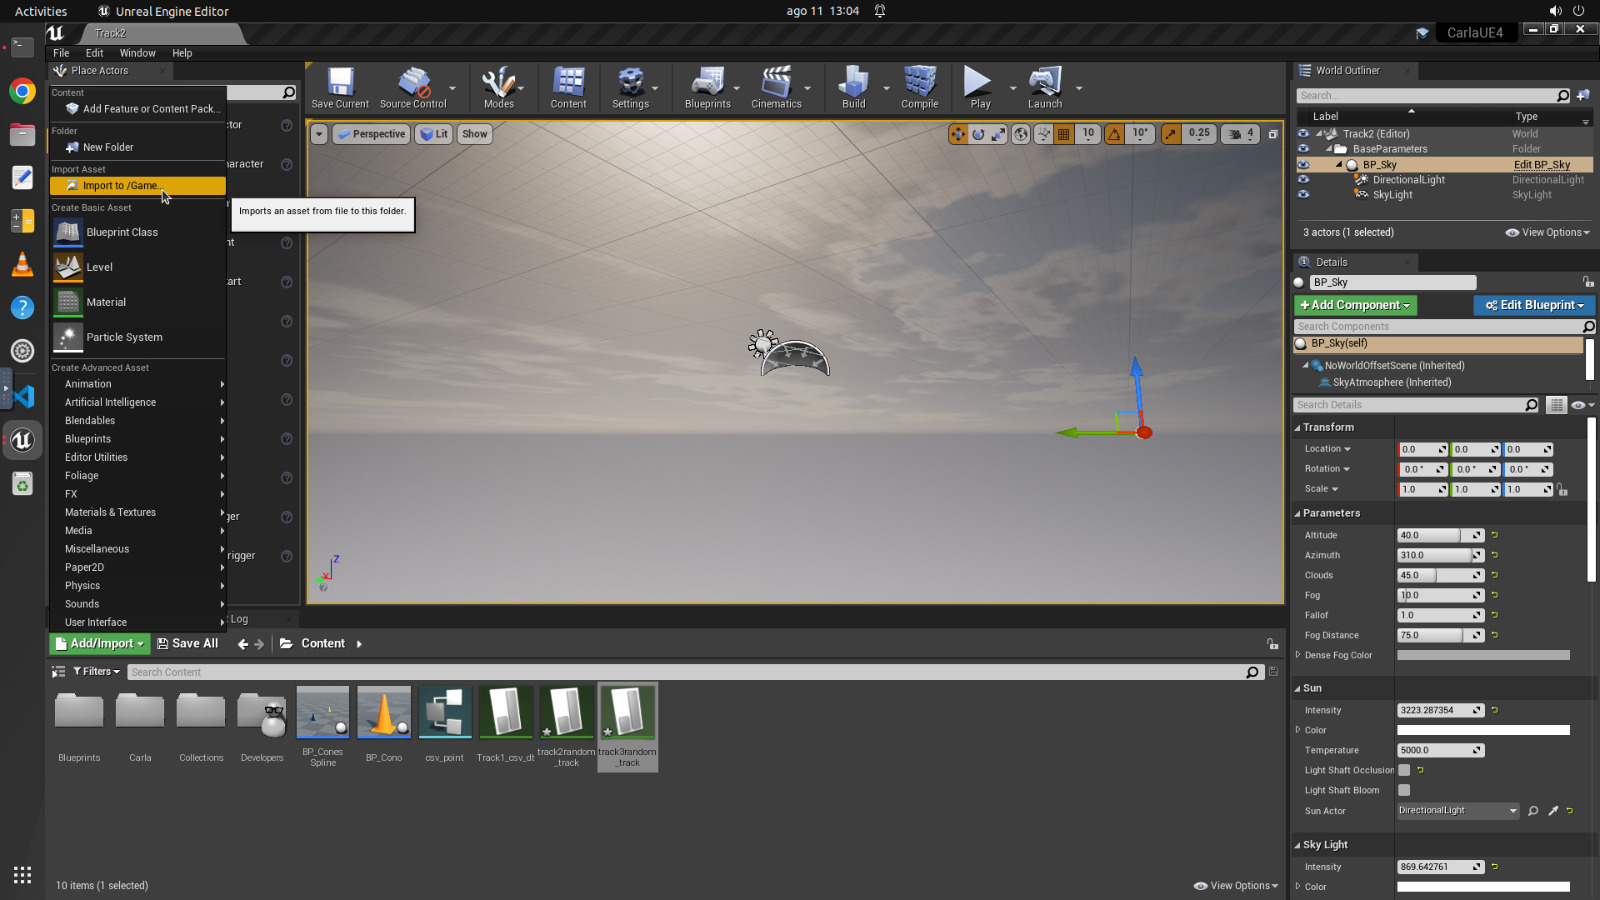 Activities
Unreal Engine Editor
ago 11 13:04
Track2
CarlaUE4
File Edit Window Help
Place Actors
Content
Add Feature or Content Pack...
Folder
New Folder
Import Asset
Import to /Game...
Imports an asset from file to this folder.
Create Basic Asset
Blueprint Class
Level
Material
Particle System
Create Advanced Asset
Animation
Artificial Intelligence
Blendables
Blueprints
Editor Utilities
Foliage
FX
Materials & Textures
Media
Miscellaneous
Paper2D
Physics
Sounds
User Interface
ctor
haracter
nt
tart
ger
rigger
Save Current Source Control Modes Content Settings Blueprints Cinematics Build Compile Play Launch
Perspective Lit Show
10 10° 0.25 4
Z
X
World Outliner
Search...
Label Type
Track2 (Editor) World
BaseParameters Folder
BP_Sky Edit BP_Sky
DirectionalLight DirectionalLight
SkyLight SkyLight
3 actors (1 selected) View Options
Details
BP_Sky
+Add Component Edit Blueprint
Search Components
BP_Sky(self)
NoWorldOffsetScene (Inherited)
SkyAtmosphere (Inherited)
Search Details
Transform
Location 0.0 0.0 0.0
Rotation 0.0 ° 0.0 ° 0.0 °
Scale 1.0 1.0 1.0
Parameters
Altitude 40.0
Azimuth 310.0
Clouds 45.0
Fog 10.0
Fallof 1.0
Fog Distance 75.0
Dense Fog Color
Sun
Intensity 3223.287354
Color
Temperature 5000.0
Light Shaft Occlusion
Light Shaft Bloom
Sun Actor DirectionalLight
Sky Light
Intensity 869.642761
Color
Log
Add/Import Save All Content
Filters Search Content
Blueprints
Carla
Collections
Developers
BP_Cones
Spline
BP_Cono
csv_point
Track1_csv_dt
track2random
_track
track3random
_track
10 items (1 selected) View Options